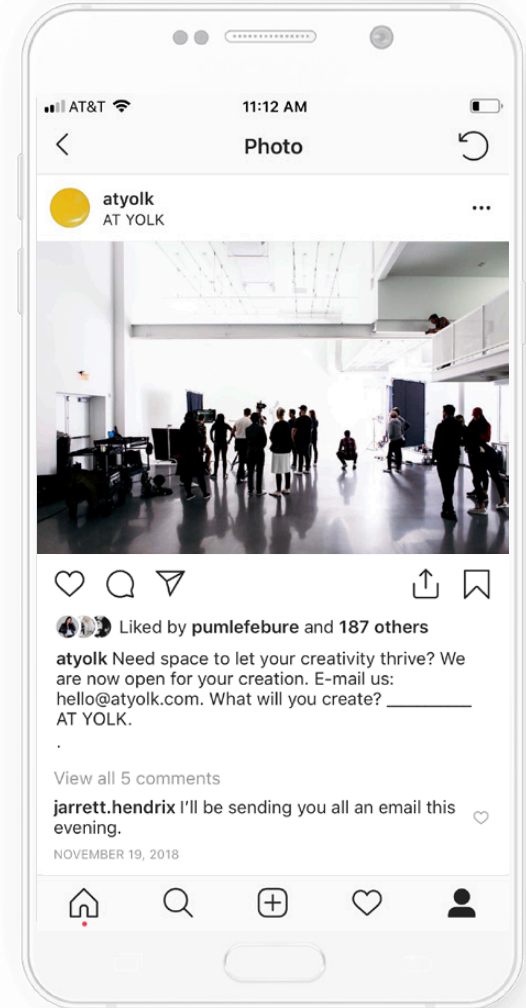 AT&T 11:12 AM
Photo
atyolk
AT YOLK
Liked by pumlefebure and 187 others
atyolk Need space to let your creativity thrive? We
are now open for your creation. E-mail us:
hello@atyolk.com. What will you create? _________
AT YOLK.
.
View all 5 comments
jarrett.hendrix I'll be sending you all an email this
evening.
NOVEMBER 19, 2018